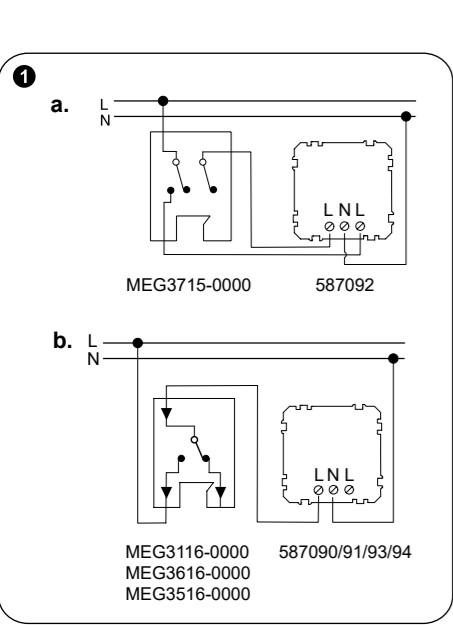 1
a.
L
N
L N L
MEG3715-0000 587092
b.
L
N
L N L
MEG3116-0000 587090/91/93/94
MEG3616-0000
MEG3516-0000